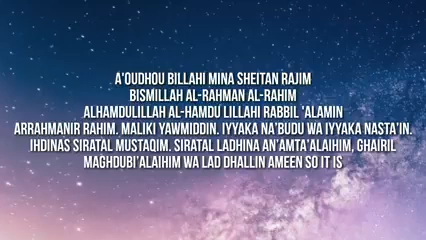 A'OUDHOU BILLAHI MINA SHEITAN RAJIM
BISMILLAH AL-RAHMAN AL-RAHIM
ALHAMDULILLAH AL-HAMDU LILLAHI RABBIL 'ALAMIN
ARRAHMANIR RAHIM. MALIKI YAWMIDDIN. IYYAKA NA'BUDU WA IYYAKA NASTA'IN.
IHDINAS SIRATAL MUSTAQIM. SIRATAL LADHINA AN'AMTA'ALAIHIM, GHAIRIL
MAGHDUBI'ALAIHIM WA LAD DHALLIN AMEEN SO IT IS